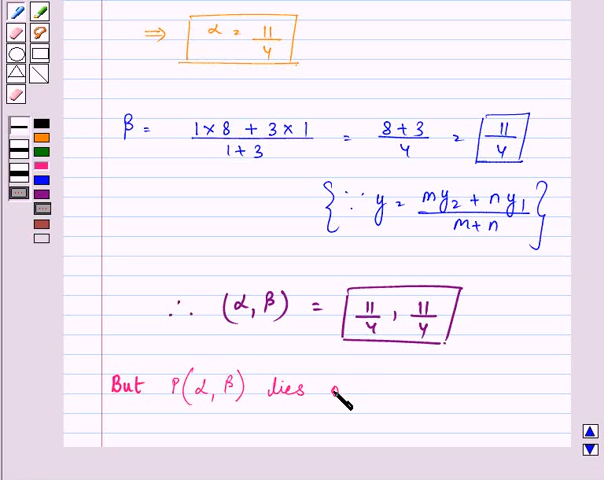 ⇒ α = 11/4
β = (1×8 + 3×1)/(1+3) = (8+3)/4 = 11/4
{∵ y = (my₂ + ny₁)/(m+n)}
∴ (α, β) = 11/4, 11/4
But P(α, β) lies